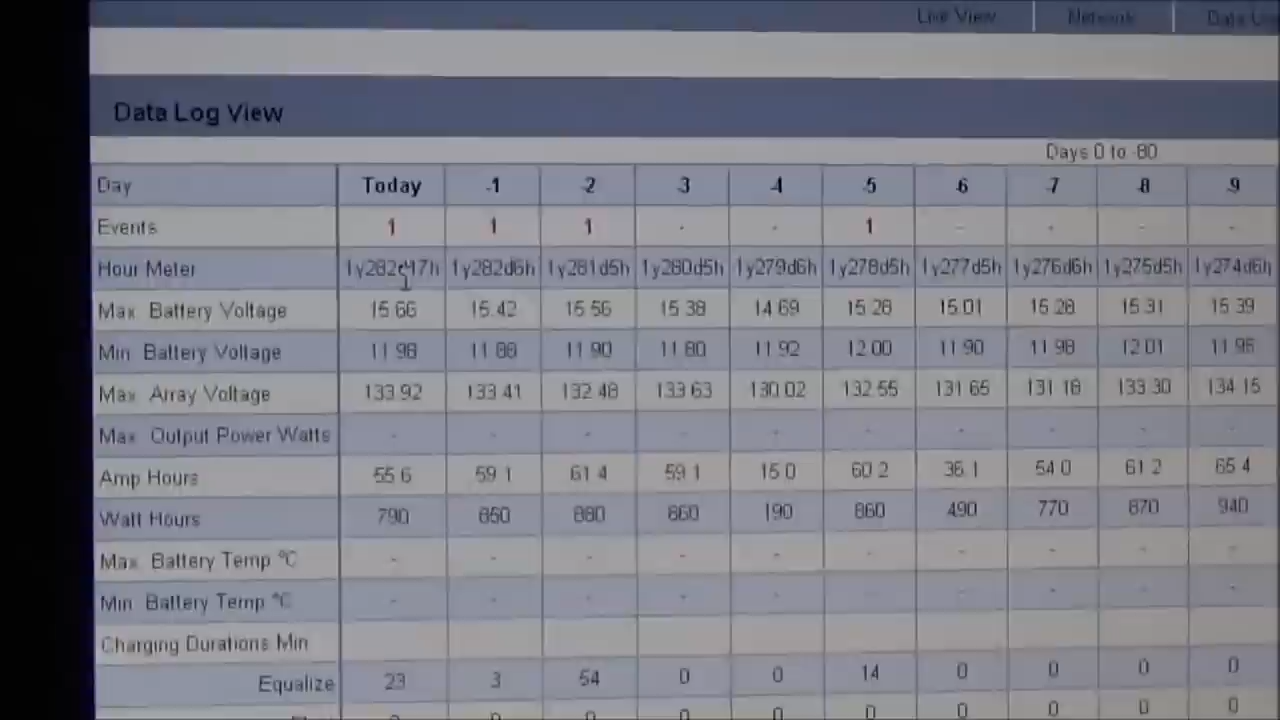 Live View Network Data Log
Data Log View
Days 0 to -80
Day Today -1 -2 -3 -4 -5 -6 -7 -8 -9
Events 1 1 1 - - 1 - - - -
Hour Meter 1y282d17h 1y282d6h 1y281d5h 1y280d5h 1y279d6h 1y278d5h 1y277d5h 1y276d6h 1y275d5h 1y274d6h
Max. Battery Voltage 15.66 15.42 15.56 15.38 14.69 15.28 15.01 15.28 15.31 15.39
Min. Battery Voltage 11.98 11.88 11.90 11.80 11.92 12.00 11.90 11.98 12.01 11.95
Max. Array Voltage 133.92 133.41 132.48 133.63 130.02 132.55 131.65 131.18 133.30 134.15
Max. Output Power Watts - - - - - - - - - -
Amp Hours 55.6 59.1 61.4 59.1 15.0 60.2 36.1 54.0 61.2 65.4
Watt Hours 790 850 880 860 190 860 490 770 870 940
Max. Battery Temp °C - - - - - - - - - -
Min. Battery Temp °C - - - - - - - - - -
Charging Durations Min
Equalize 23 3 54 0 0 14 0 0 0 0